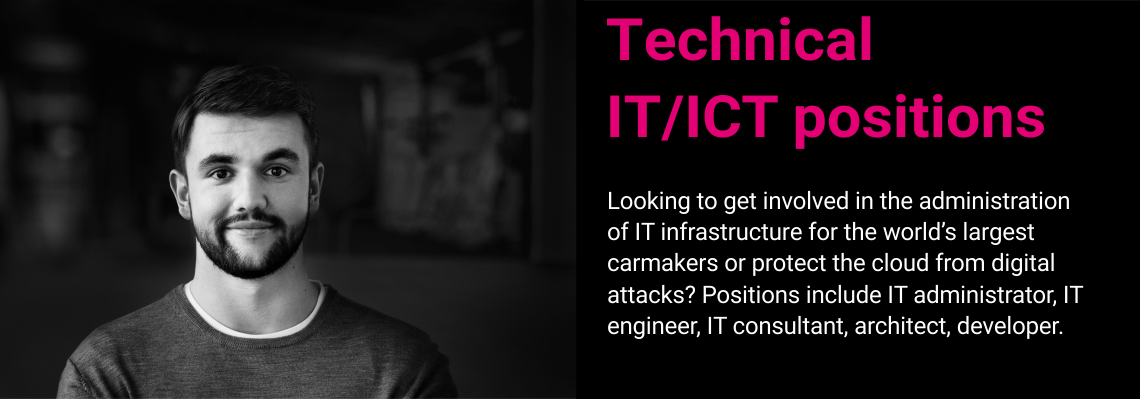 Technical
IT/ICT positions
Looking to get involved in the administration
of IT infrastructure for the world’s largest
carmakers or protect the cloud from digital
attacks? Positions include IT administrator, IT
engineer, IT consultant, architect, developer.